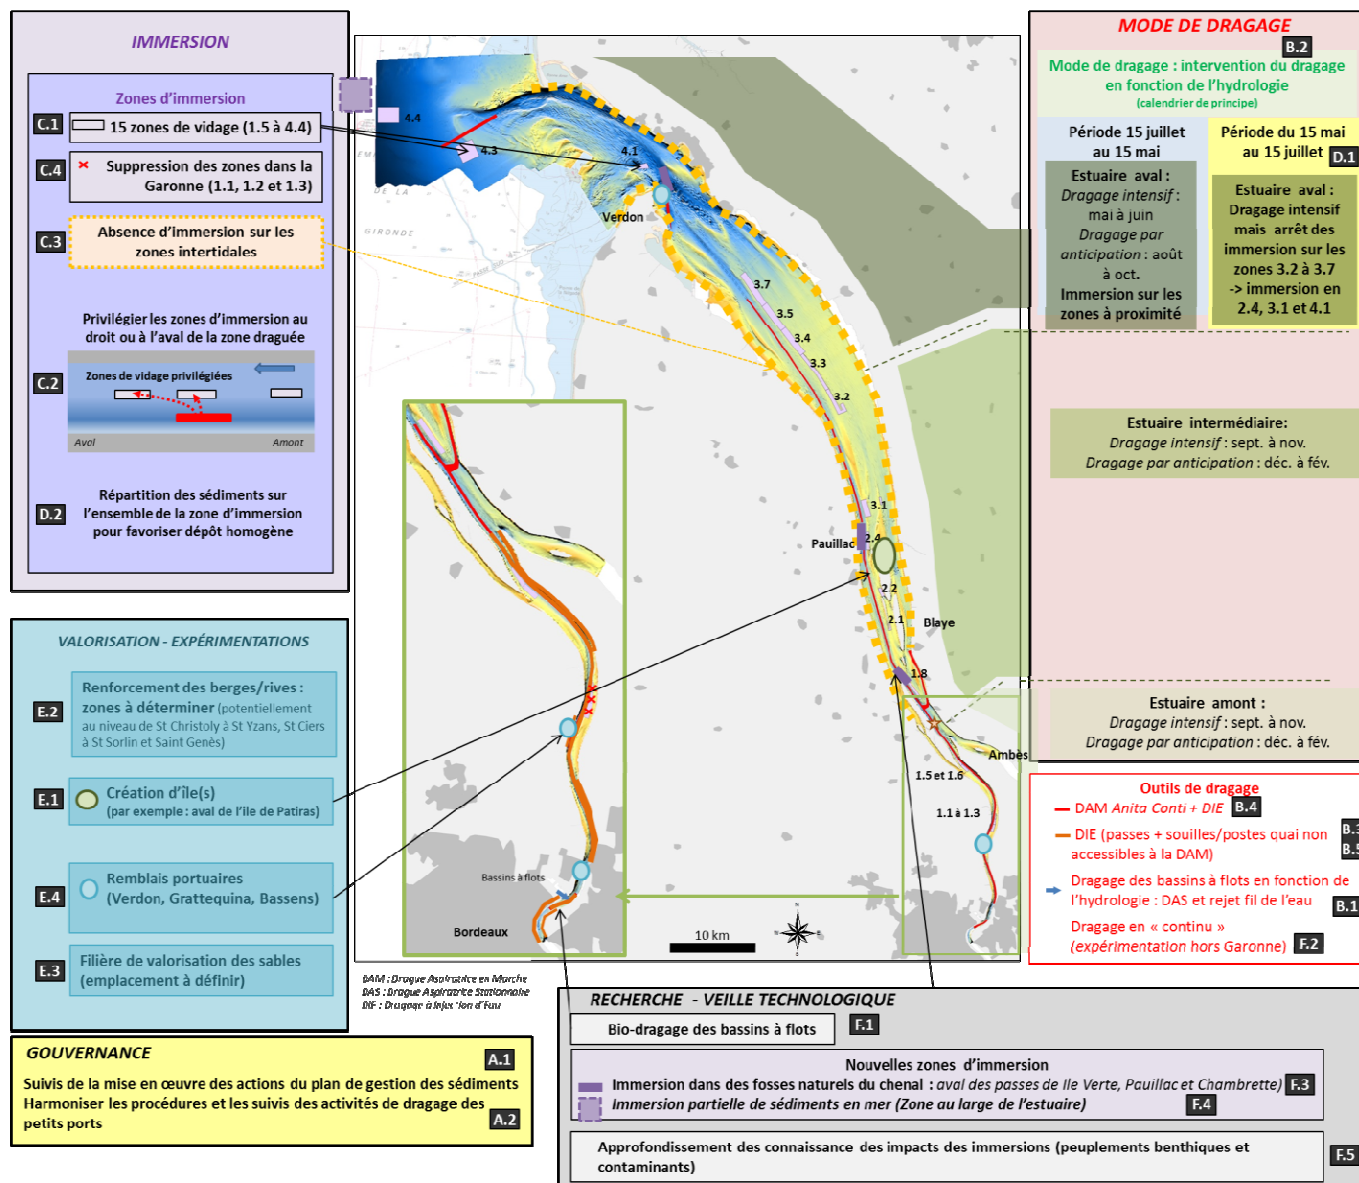 IMMERSION
Zones d'immersion
C.1
15 zones de vidage (1.5 à 4.4)
C.4
Suppression des zones dans la
Garonne (1.1, 1.2 et 1.3)
C.3
Absence d'immersion sur les
zones intertidales
Privilégier les zones d'immersion au
droit ou à l'aval de la zone draguée
C.2
Zones de vidage privilégiées
Aval
Amont
Répartition des sédiments sur
D.2
l'ensemble de la zone d'immersion
pour favoriser dépôt homogène
VALORISATION - EXPÉRIMENTATIONS
E.2
Renforcement des berges/rives :
zones à déterminer (potentiellement
au niveau de St Christoly à St Yzans, St Ciers
à St Sorlin et Saint Genès)
E.1
Création d'île(s)
(par exemple : aval de l'île de Patiras)
E.4
Remblais portuaires
(Verdon, Grattequina, Bassens)
E.3
Filière de valorisation des sables
(emplacement à définir)
GOUVERNANCE
A.1
Suivis de la mise en œuvre des actions du plan de gestion des sédiments
Harmoniser les procédures et les suivis des activités de dragage des
petits ports
A.2
4.4
4.3
4.1
DE LA
GIRONDE
Verdon
3.7
3.5
3.4
3.3
3.2
3.1
Pauillac
2.4
2.2
2.1
Blaye
1.8
Ambès
1.5 et 1.6
1.1 à 1.3
Bassins à flots
Bordeaux
10 km
DAM : Drague Aspiratrice en Marche
DAS : Drague Aspiratrice Stationnaire
DIE : Dragage à Injection d'Eau
MODE DE DRAGAGE
B.2
Mode de dragage : intervention du dragage
en fonction de l'hydrologie
(calendrier de principe)
Période 15 juillet
au 15 mai
Estuaire aval :
Dragage intensif :
mai à juin
Dragage par
anticipation : août
à oct.
Immersion sur les
zones à proximité
Période du 15 mai
au 15 juillet
D.1
Estuaire aval :
Dragage intensif
mais arrêt des
immersion sur les
zones 3.2 à 3.7
-> immersion en
2.4, 3.1 et 4.1
Estuaire intermédiaire:
Dragage intensif : sept. à nov.
Dragage par anticipation : déc. à fév.
Estuaire amont :
Dragage intensif : sept. à nov.
Dragage par anticipation : déc. à fév.
Outils de dragage
DAM Anita Conti + DIE
B.4
DIE (passes + souilles/postes quai non
accessibles à la DAM)
B.3
B.5
Dragage des bassins à flots en fonction de
l'hydrologie : DAS et rejet fil de l'eau
B.1
Dragage en « continu »
(expérimentation hors Garonne)
F.2
RECHERCHE - VEILLE TECHNOLOGIQUE
Bio-dragage des bassins à flots
F.1
Nouvelles zones d'immersion
Immersion dans des fosses naturels du chenal : aval des passes de Ile Verte, Pauillac et Chambrette)
F.3
Immersion partielle de sédiments en mer (Zone au large de l'estuaire)
F.4
Approfondissement des connaissance des impacts des immersions (peuplements benthiques et
contaminants)
F.5